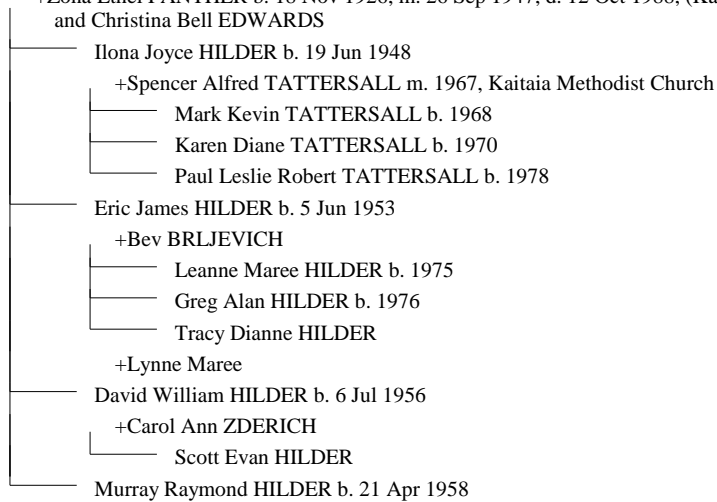 and Christina Bell EDWARDS
Ilona Joyce HILDER b. 19 Jun 1948
+Spencer Alfred TATTERSALL m. 1967, Kaitaia Methodist Church
Mark Kevin TATTERSALL b. 1968
Karen Diane TATTERSALL b. 1970
Paul Leslie Robert TATTERSALL b. 1978
Eric James HILDER b. 5 Jun 1953
+Bev BRLJEVICH
Leanne Maree HILDER b. 1975
Greg Alan HILDER b. 1976
Tracy Dianne HILDER
+Lynne Maree
David William HILDER b. 6 Jul 1956
+Carol Ann ZDERICH
Scott Evan HILDER
Murray Raymond HILDER b. 21 Apr 1958